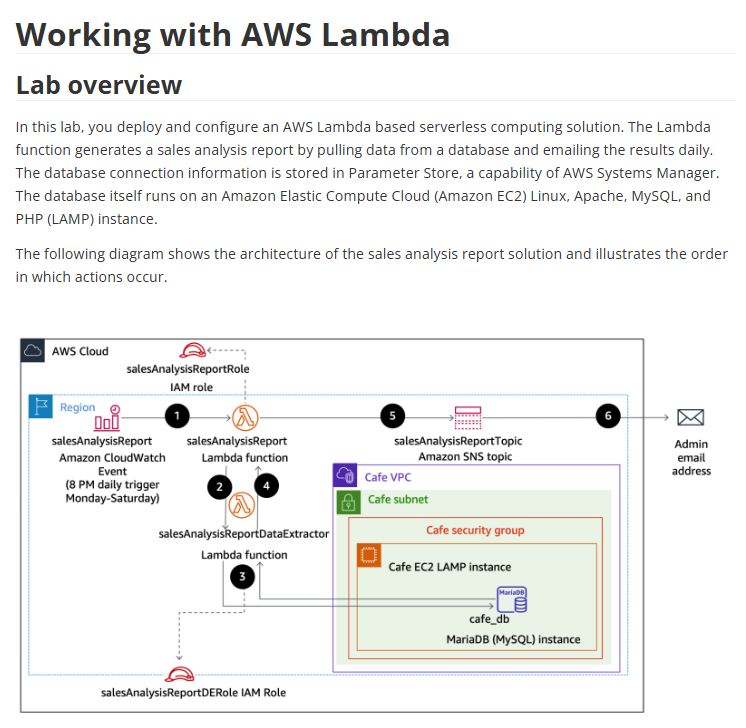 Working with AWS Lambda
Lab overview
In this lab, you deploy and configure an AWS Lambda based serverless computing solution. The Lambda
function generates a sales analysis report by pulling data from a database and emailing the results daily.
The database connection information is stored in Parameter Store, a capability of AWS Systems Manager.
The database itself runs on an Amazon Elastic Compute Cloud (Amazon EC2) Linux, Apache, MySQL, and
PHP (LAMP) instance.
The following diagram shows the architecture of the sales analysis report solution and illustrates the order
in which actions occur.
AWS Cloud
salesAnalysisReportRole
IAM role
Region
1
5
6
salesAnalysisReport
Amazon CloudWatch
Event
(8 PM daily trigger
Monday-Saturday)
salesAnalysisReport
Lambda function
salesAnalysisReportTopic
Amazon SNS topic
Admin
email
address
2
4
salesAnalysisReportDataExtractor
Lambda function
3
Cafe VPC
Cafe subnet
Cafe security group
Cafe EC2 LAMP instance
MariaDB
cafe_db
MariaDB (MySQL) instance
salesAnalysisReportDERole IAM Role